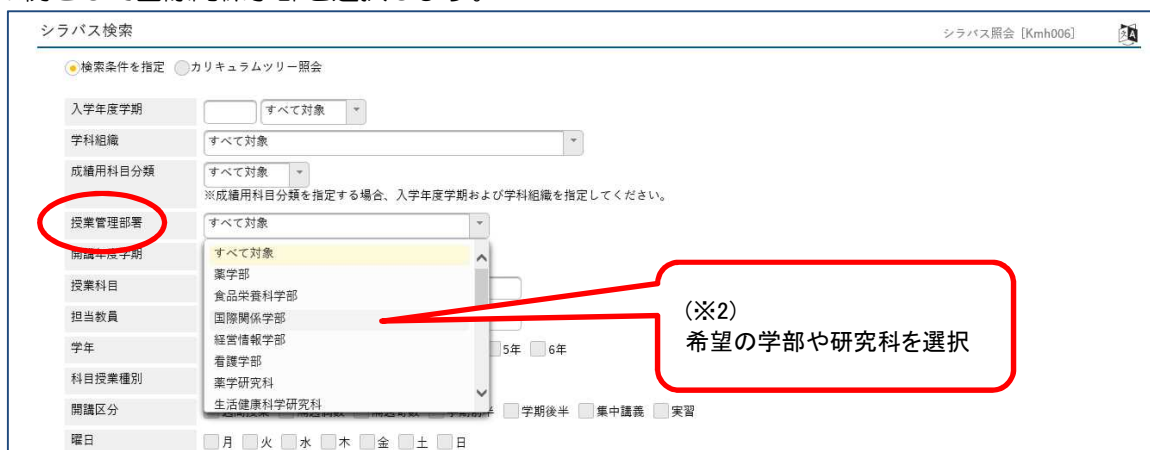 シラバス検索
シラバス照会 [Kmh006]
検索条件を指定 カリキュラムツリー照会
入学年度学期 すべて対象
学科組織 すべて対象
成績用科目分類 すべて対象
※成績用科目分類を指定する場合、入学年度学期および学科組織を指定してください。
授業管理部署 すべて対象
開講年度学期 すべて対象
薬学部
授業科目
食品栄養科学部
担当教員 国際関係学部
(※2)
希望の学部や研究科を選択
経営情報学部
学年 5年 6年
看護学部
科目授業種別 薬学研究科
生活健康科学研究科
開講区分 学期後半 集中講義 実習
曜日 月 火 水 木 金 土 日